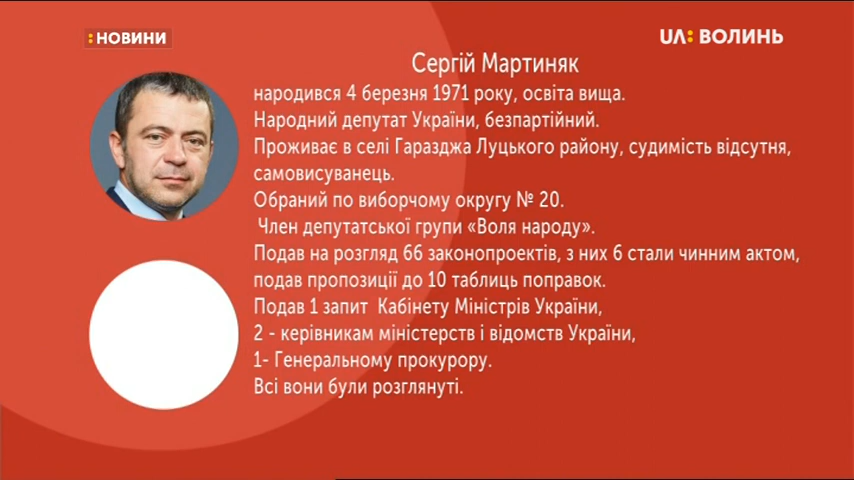 :НОВИНИ
UA: ВОЛИНЬ
Сергій Мартиняк
народився 4 березня 1971 року, освіта вища.
Народний депутат України, безпартійний.
Проживає в селі Гаразджа Луцького району, судимість відсутня,
самовисуванець.
Обраний по виборчому округу № 20.
Член депутатської групи «Воля народу».
Подав на розгляд 66 законопроектів, з них 6 стали чинним актом,
подав пропозиції до 10 таблиць поправок.
Подав 1 запит Кабінету Міністрів України,
2 - керівникам міністерств і відомств України,
1- Генеральному прокурору.
Всі вони були розглянуті.